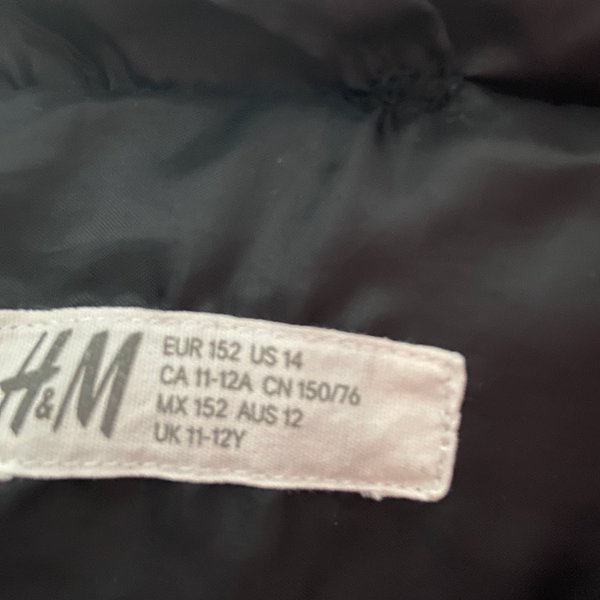 H&M
EUR 152 US 14
CA 11-12A CN 150/76
MX 152 AUS 12
UK 11-12Y